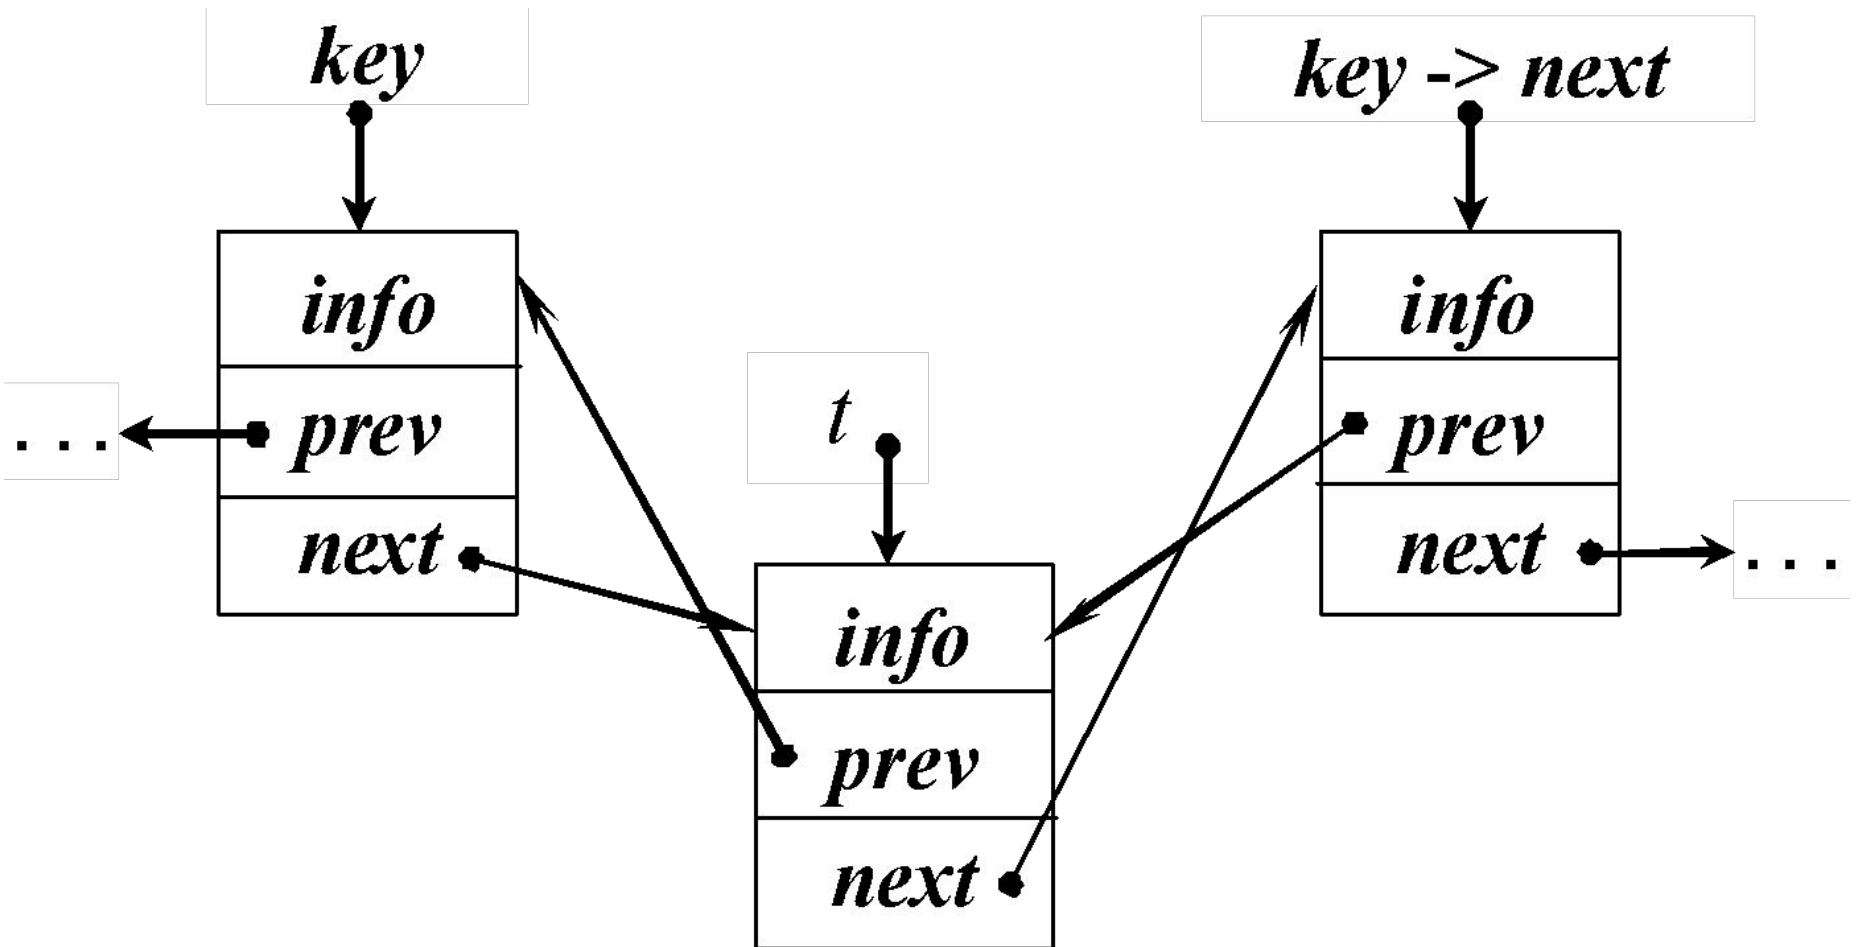 key
key -> next
info
prev
next
. . .
t
info
prev
next
info
prev
next
. . .